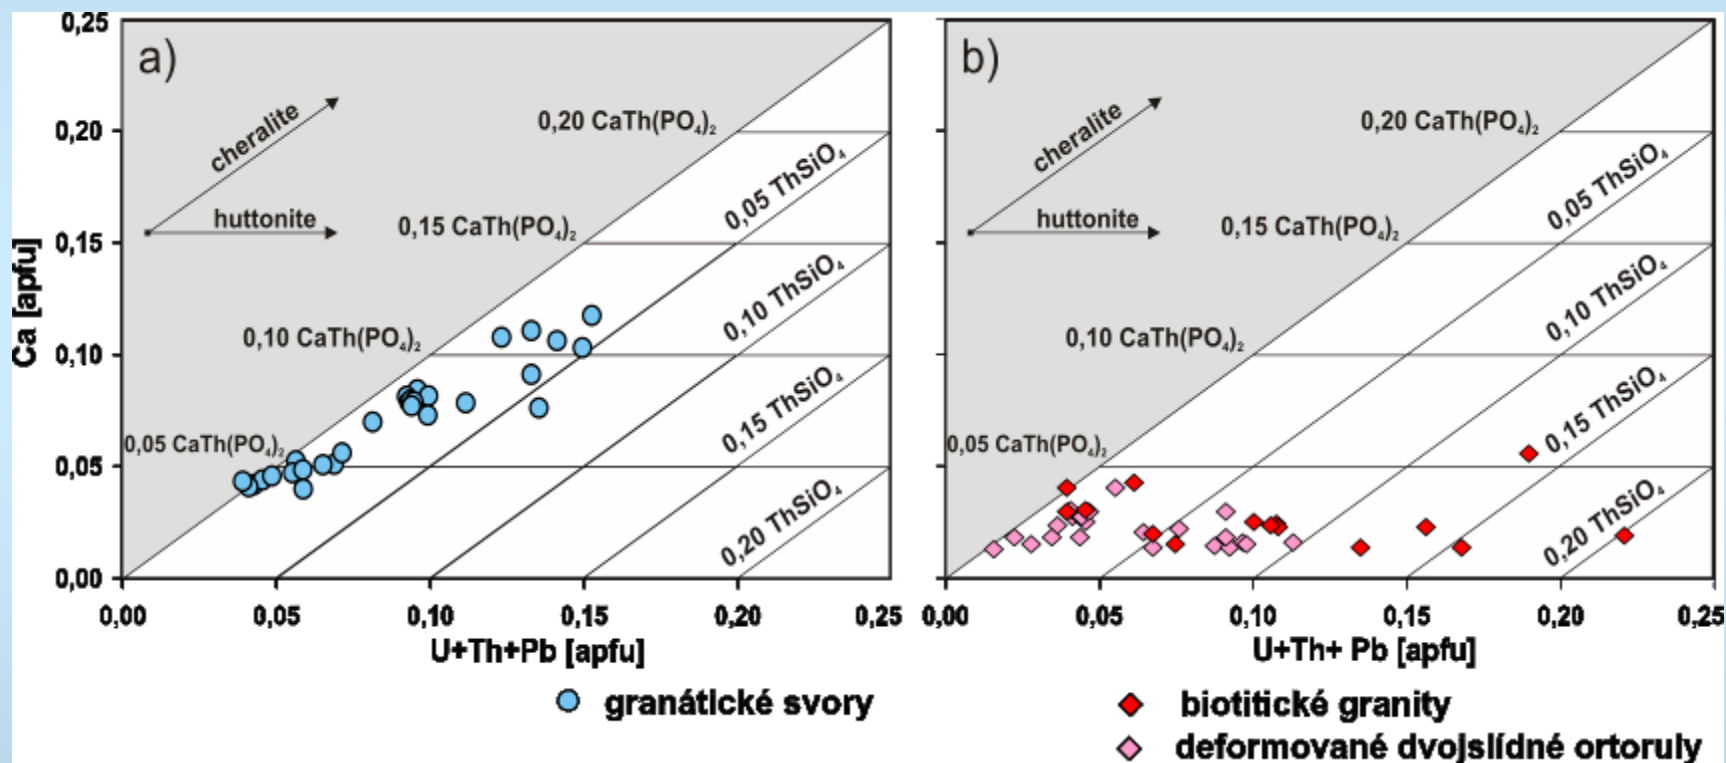 a)
0,25
0,20
0,15
0,10
0,05
0,00
Ca [apfu]
cheralite
huttonite
0,20 CaTh(PO₄)₂
0,15 CaTh(PO₄)₂
0,10 CaTh(PO₄)₂
0,05 CaTh(PO₄)₂
0,05 ThSiO₄
0,10 ThSiO₄
0,15 ThSiO₄
0,20 ThSiO₄
0,00 0,05 0,10 0,15 0,20 0,25
U+Th+Pb [apfu]
granátické svory
b)
cheralite
huttonite
0,20 CaTh(PO₄)₂
0,15 CaTh(PO₄)₂
0,10 CaTh(PO₄)₂
0,05 CaTh(PO₄)₂
0,05 ThSiO₄
0,10 ThSiO₄
0,15 ThSiO₄
0,20 ThSiO₄
0,00 0,05 0,10 0,15 0,20 0,25
U+Th+ Pb [apfu]
biotitické granity
deformované dvojslídné ortoruly